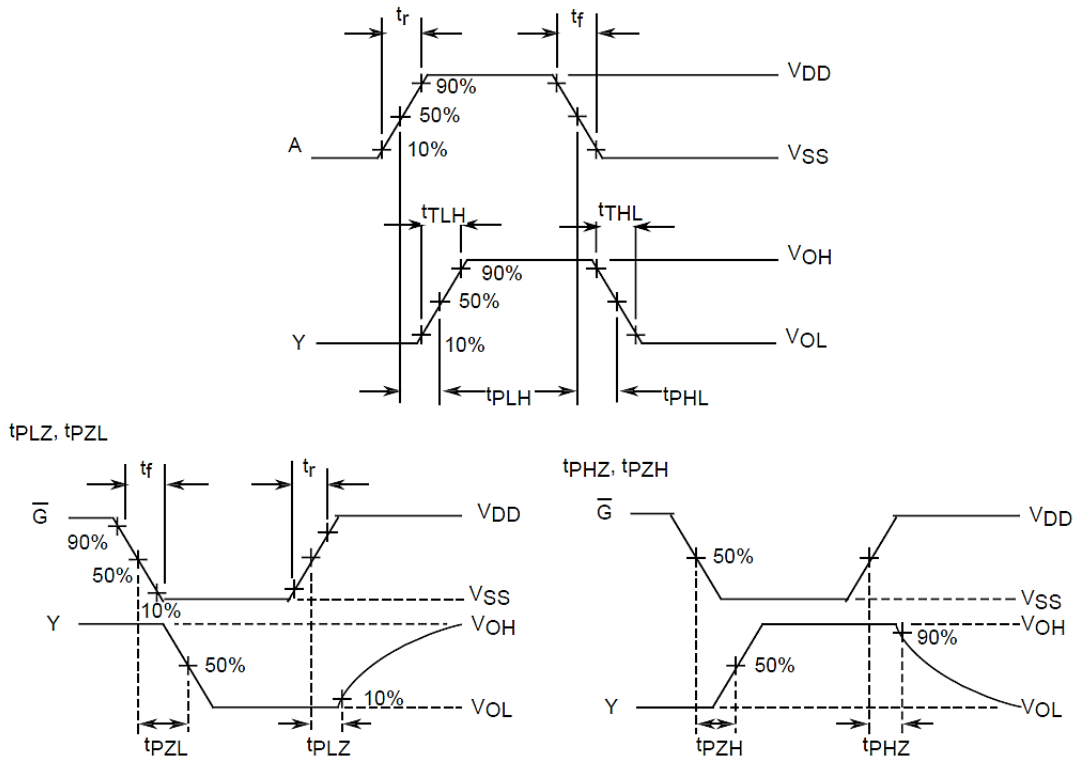 tr
tf
VDD
90%
50%
10%
A
VSS
tTLH
tTHL
VOH
90%
50%
10%
Y
VOL
tPLH
tPHL
tPLZ, tPZL
tf
tr
G̅
VDD
90%
50%
10%
VSS
Y
VOH
50%
10%
VOL
tPZL
tPLZ
tPHZ, tPZH
G̅
VDD
50%
VSS
VOH
90%
50%
Y
VOL
tPZH
tPHZ